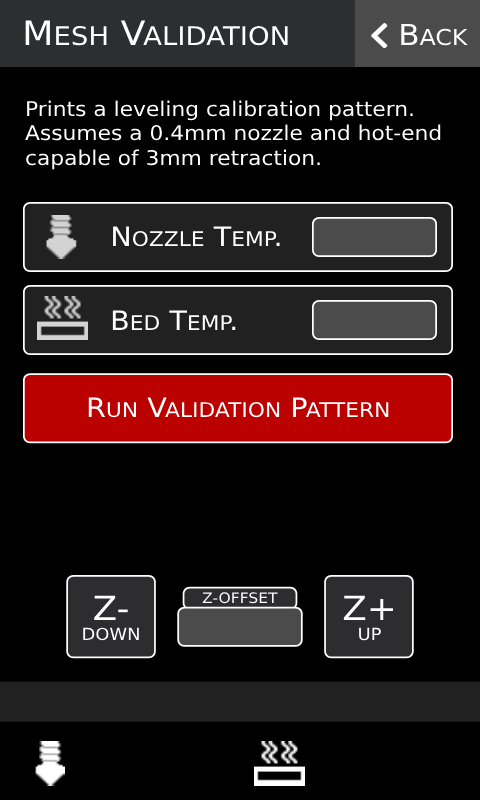 Mesh Validation
Back
Prints a leveling calibration pattern.
Assumes a 0.4mm nozzle and hot-end
capable of 3mm retraction.
Nozzle Temp.
Bed Temp.
Run Validation Pattern
Z-
DOWN
Z-OFFSET
Z+
UP